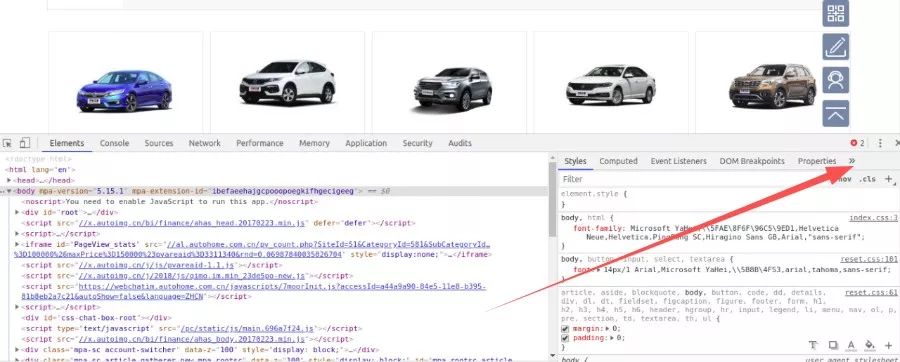 Elements Console Sources Network Performance Memory Application Security Audits 2
<!doctype html>
<html lang="en">
<head>…</head>
<body mpa-version="5.15.1" mpa-extension-id="ibefaeehajgcpooopoegkifhgecigeeg"> == $0
<noscript>You need to enable JavaScript to run this app.</noscript>
<div id="root">…</div>
<script src="//x.autoimg.cn/bi/finance/ahas_head.20170223.min.js" defer="defer"></script>
<script>…</script>
<iframe id="PageView_stats" src="//al.autohome.com.cn/pv_count.php?SiteId=51&CategoryId=581&SubCategoryId…
%3D100000%26maxPrice%3D150000%23pvareaid%3D3311340&rnd=0.06987840035026704" style="display:none;">…</iframe>
<script src="//x.autoimg.cn/as/js/pvareaid-1.1.js"></script>
<script src="//s.autoimg.cn/as/js/2018/js/gimo.im.min_23de5go-new.js">
<script src="https://webchatim.autohome.com.cn/javascripts/7moorInit.js?accessId=a44a9a90-84e5-11e8-b395-
81b8eb2a7c21&autoShow=false&language=ZHCN"></script>
<script>…</script>
<div id="css-chat-box-root"></div>
<script type="text/javascript" src="/pc/static/js/main.696a7f24.js"></script>
<script src="//x.autoimg.cn/bi/finance/ahas_body.20170223.min.js"></script>
<div class="mpa-sc account-switcher" data-z="100" style="display: block;">…</div>
Styles Computed Event Listeners DOM Breakpoints Properties »
Filter :hov .cls +
element.style {
}
body, html { index.css:3
font-family: Microsoft YaHei,\\5FAE\8F6F\96C5\9ED1,Helvetica
Neue,Helvetica,PingFang SC,Hiragino Sans GB,Arial,"sans-serif";
}
body, button, input, select, textarea { reset.css:101
font: 14px/1 Arial,Microsoft YaHei,\\5B8B\4F53,arial,tahoma,sans-serif;
}
article, aside, blockquote, body, button, code, dd, details, reset.css:61
div, dl, dt, fieldset, figcaption, figure, footer, form, h1,
h2, h3, h4, h5, h6, header, hgroup, hr, input, legend, li, menu, nav, ol, p,
pre, section, td, textarea, th, ul {
margin: 0;
padding: 0;
}
body { user agent stylesheet